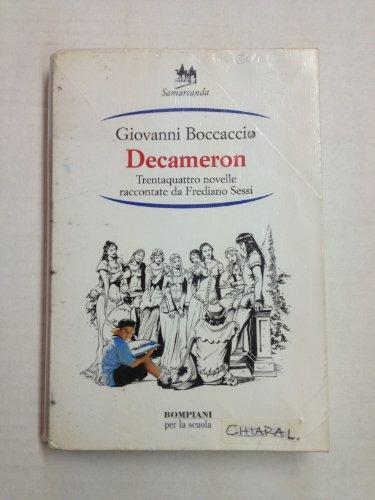 Samarcanda
Giovanni Boccaccio
Decameron
Trentaquattro novelle
raccontate da Frediano Sessi
BOMPIANI
per la scuola
CHIARA L.